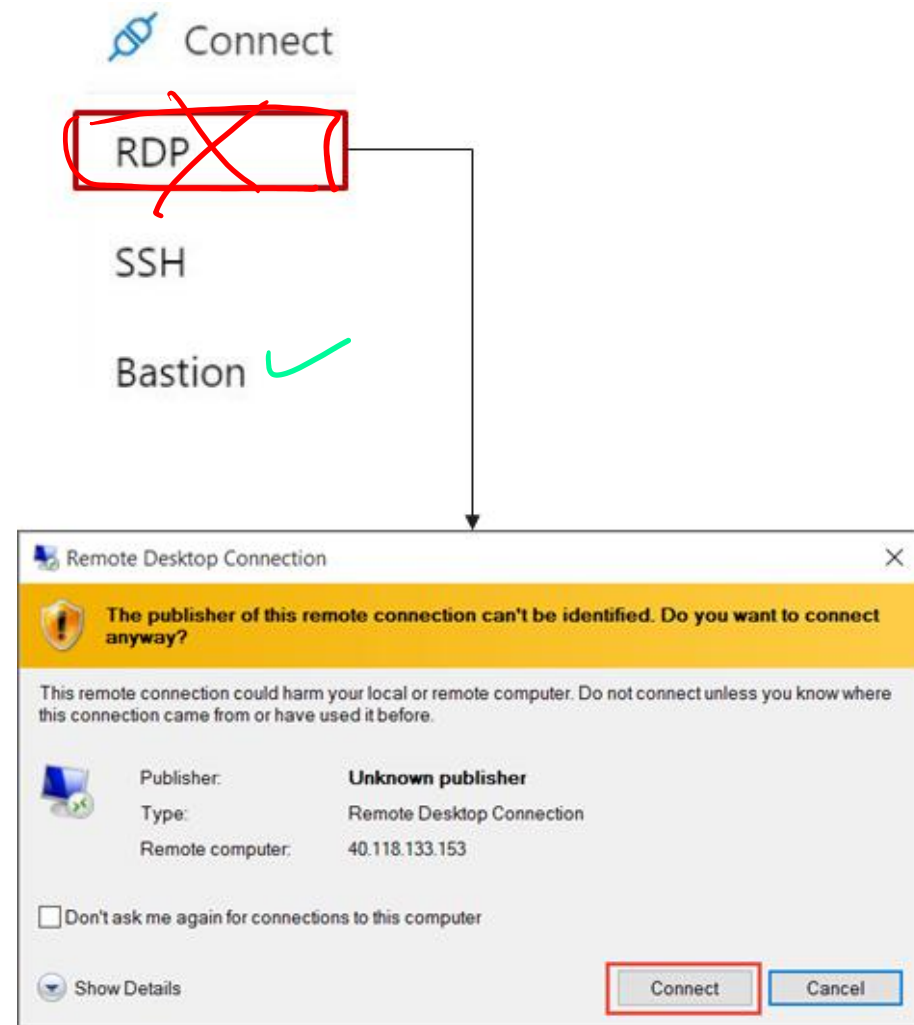 Connect
RDP
SSH
Bastion
Remote Desktop Connection
The publisher of this remote connection can't be identified. Do you want to connect
anyway?
This remote connection could harm your local or remote computer. Do not connect unless you know where
this connection came from or have used it before.
Publisher: Unknown publisher
Type: Remote Desktop Connection
Remote computer: 40.118.133.153
Don't ask me again for connections to this computer
Show Details Connect Cancel